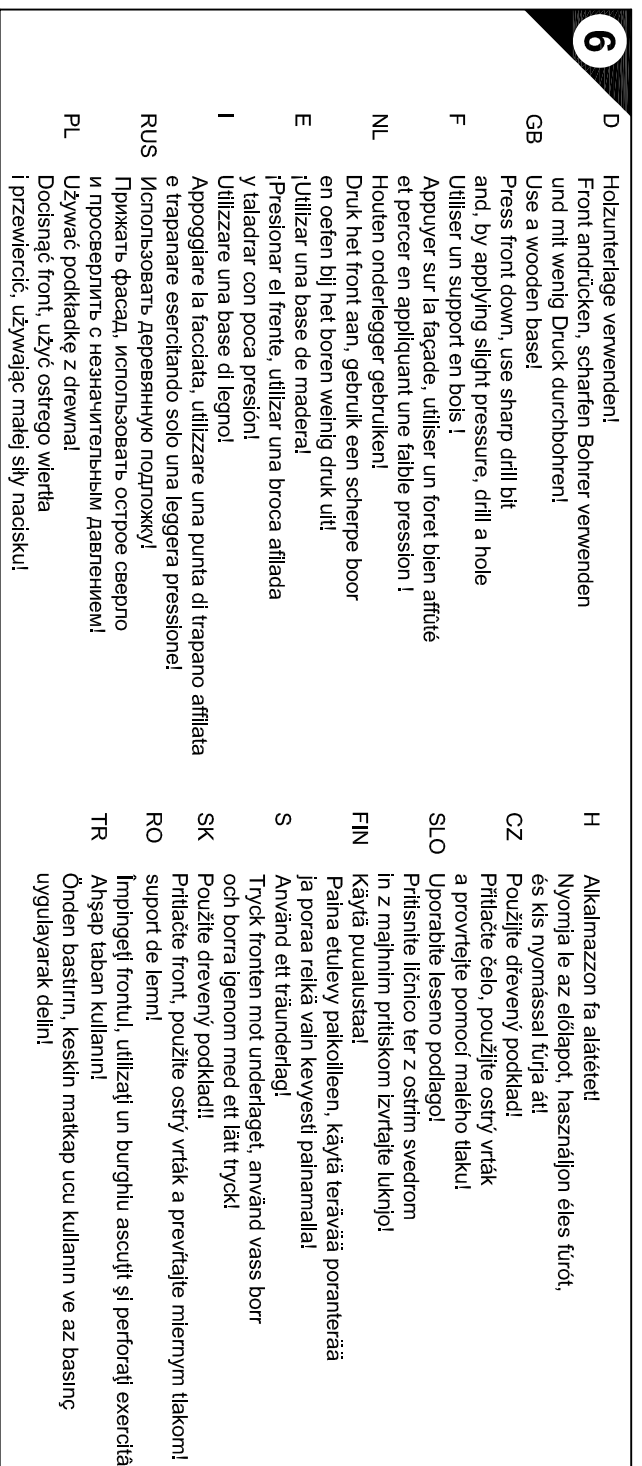 6
D Holzunterlage verwenden!
Front amdrücken, scharfen Bohrer verwenden
und mit wenig Druck durchbohren!
GB Use a wooden base!
Press front down, use sharp drill bit
and, by applying slight pressure, drill a hole
F Utiliser un support en bois !
Appuyer sur la façade, utiliser un foret bien affûté
et percer en appliquant une faible pression !
NL Houten onderlegger gebruiken!
Druk het front aan, gebruik een scherpe boor
en oefen bij het boren weinig druk uit!
E ¡Utilizar una base de madera!
¡Presionar el frente, utilizar una broca afilada
y taladrar con poca presión!
I Utilizzare una base di legno!
Appoggiare la facciata, utilizzare una punta di trapano affilata
e trapanare esercitando solo una leggera pressione!
RUS Использовать деревянную подложку!
Прижать фасад, использовать острое сверло
и просверлить с незначительным давлением!
PL Używać podkładkę z drewna!
Docisnąć front, użyć ostrego wiertła
i przewiercić, używając małej siły nacisku!
H Alkalmazzon fa alátétet!
Nyomja le az előlapot, használjon éles fúrót,
és kis nyomással fúrja át!
CZ Použijte dřevený podklad!
Přitlačte čelo, použijte ostrý vrták
a provrtejte pomocí malého tlaku!
SLO Uporabite leseno podlago!
Pritisnite ličnico ter z ostrim svedrom
in z majhnim pritiskom izvrtajte luknjo!
FIN Käytä puualustaa!
Paina etulevy paikoilleen, käytä terävää poranterää
ja poraa reikä vain kevyesti painamalla!
S Använd ett träunderlag!
Tryck fronten mot underlaget, använd vass borr
och borra igenom med ett lätt tryck!
SK Použite drevený podklad!!
Pritlačte front, použite ostrý vrták a prevŕtajte miernym tlakom!
RO suport de lemn!
Împingeţi frontul, utilizaţi un burghiu ascuţit şi perforaţi exercitâ
TR Ahşap taban kullanın!
Önden bastırın, keskin matkap ucu kullanın ve az basınç
uygulayarak delin!